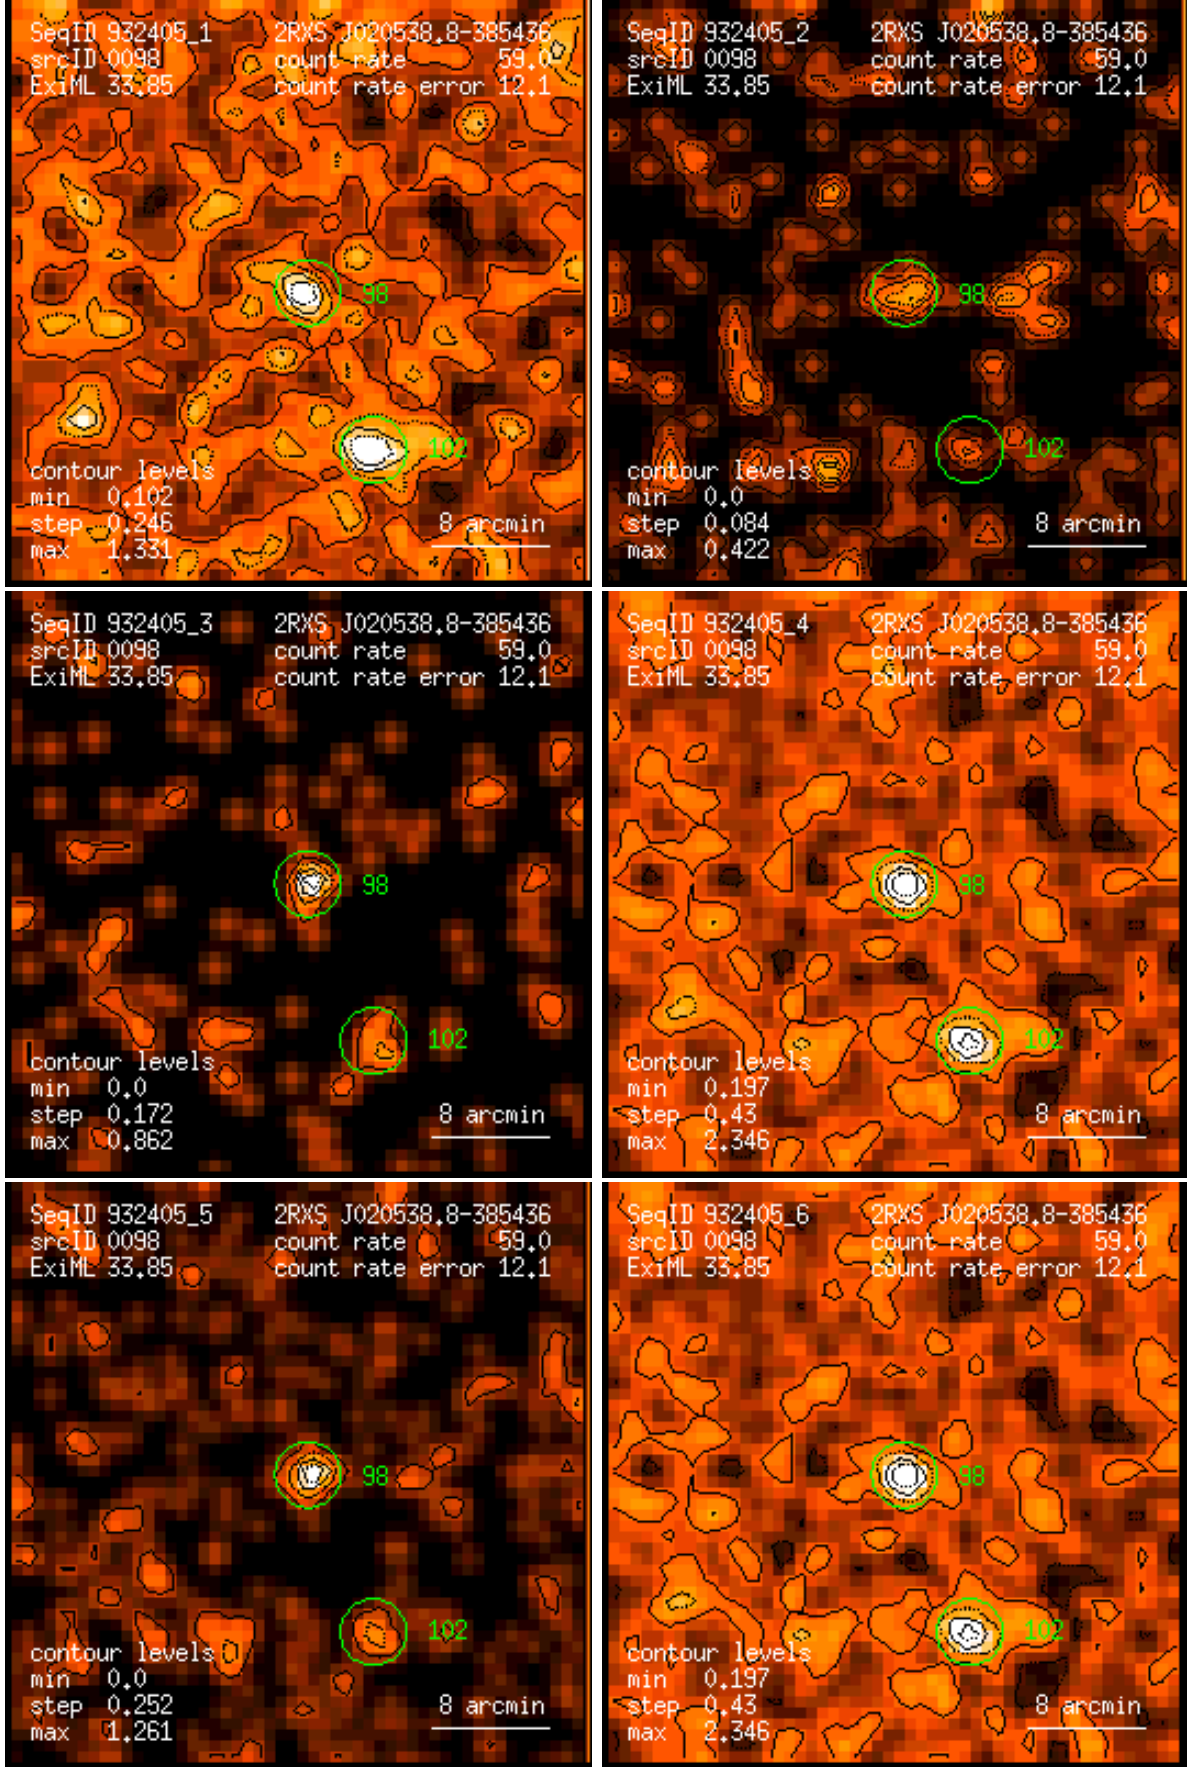 SeqID 932405_1 2RXS J020538.8-385436
srcID 0098 count rate 59.0
ExiML 33.85 count rate error 12.1
98
102
contour levels
min 0.102
step 0.246 8 arcmin
max 1.331
SeqID 932405_2 2RXS J020538.8-385436
srcID 0098 count rate 59.0
ExiML 33.85 count rate error 12.1
98
102
contour levels
min 0.0
step 0.084 8 arcmin
max 0.422
SeqID 932405_3 2RXS J020538.8-385436
srcID 0098 count rate 59.0
ExiML 33.85 count rate error 12.1
98
102
contour levels
min 0.0
step 0.172 8 arcmin
max 0.862
SeqID 932405_4 2RXS J020538.8-385436
srcID 0098 count rate 59.0
ExiML 33.85 count rate error 12.1
98
102
contour levels
min 0.197
step 0.43 8 arcmin
max 2.346
SeqID 932405_5 2RXS J020538.8-385436
srcID 0098 count rate 59.0
ExiML 33.85 count rate error 12.1
98
102
contour levels
min 0.0
step 0.252 8 arcmin
max 1.261
SeqID 932405_6 2RXS J020538.8-385436
srcID 0098 count rate 59.0
ExiML 33.85 count rate error 12.1
98
102
contour levels
min 0.197
step 0.43 8 arcmin
max 2.346